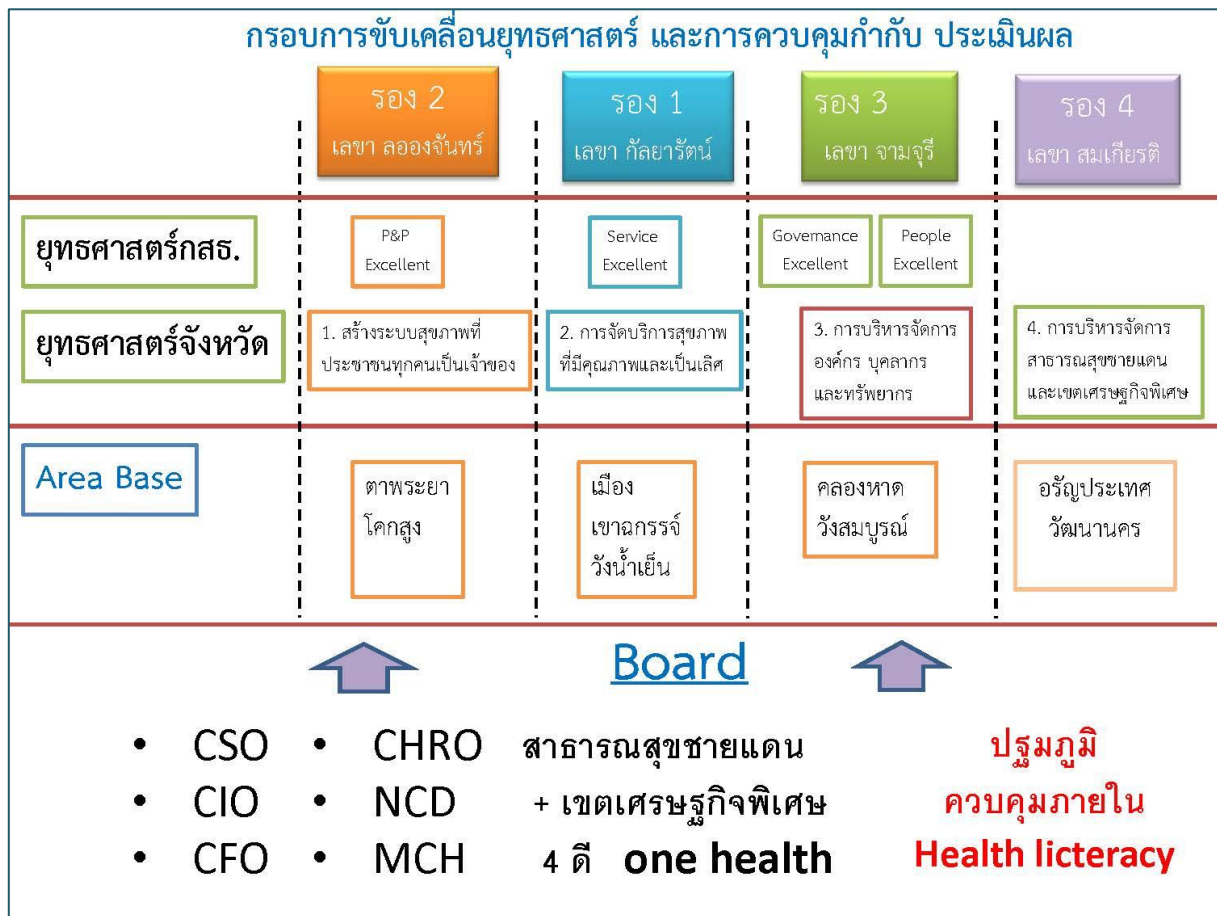 กรอบการขับเคลื่อนยุทธศาสตร์ และการควบคุมกำกับ ประเมินผล
รอง 2
เลขา ลอองจันทร์
รอง 1
เลขา กัลยารัตน์
รอง 3
เลขา จามจุรี
รอง 4
เลขา สมเกียรติ
ยุทธศาสตร์กสธ.
P&P
Excellent
Service
Excellent
Governance
Excellent
People
Excellent
ยุทธศาสตร์จังหวัด
1. สร้างระบบสุขภาพที่
ประชาชนทุกคนเป็นเจ้าของ
2. การจัดบริการสุขภาพ
ที่มีคุณภาพและเป็นเลิศ
3. การบริหารจัดการ
องค์กร บุคลากร
และทรัพยากร
4. การบริหารจัดการ
สาธารณสุขชายแดน
และเขตเศรษฐกิจพิเศษ
Area Base
ตาพระยา
โคกสูง
เมือง
เขาฉกรรจ์
วังน้ำเย็น
คลองหาด
วังสมบูรณ์
อรัญประเทศ
วัฒนานคร
Board
• CSO • CHRO สาธารณสุขชายแดน ปฐมภูมิ
• CIO • NCD + เขตเศรษฐกิจพิเศษ ควบคุมภายใน
• CFO • MCH 4 ดี one health Health licteracy